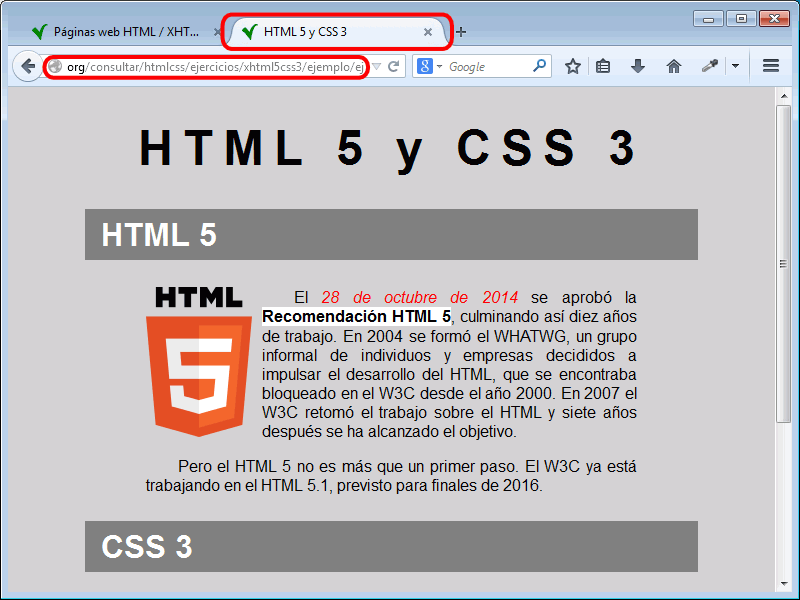 Páginas web HTML / XHT...
HTML 5 y CSS 3
org/consultar/htmlcss/ejercicios/xhtml5css3/ejemplo/ej
8 Google
HTML 5 y CSS 3
HTML 5
HTML
5
El 28 de octubre de 2014 se aprobó la
Recomendación HTML 5, culminando así diez años
de trabajo. En 2004 se formó el WHATWG, un grupo
informal de individuos y empresas decididos a
impulsar el desarrollo del HTML, que se encontraba
bloqueado en el W3C desde el año 2000. En 2007 el
W3C retomó el trabajo sobre el HTML y siete años
después se ha alcanzado el objetivo.
Pero el HTML 5 no es más que un primer paso. El W3C ya está
trabajando en el HTML 5.1, previsto para finales de 2016.
CSS 3